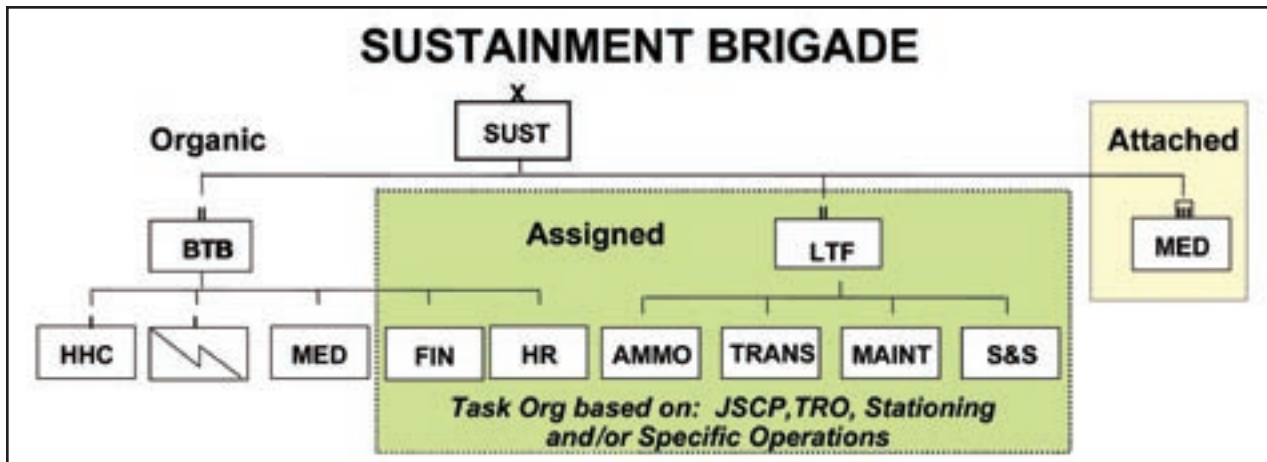 SUSTAINMENT BRIGADE
X
SUST
Organic
Attached
II
BTB
Assigned
II
LTF
III
MED
I
HHC
I
MED
FIN
HR
AMMO
TRANS
MAINT
S&S
Task Org based on: JSCP,TRO, Stationing
and/or Specific Operations